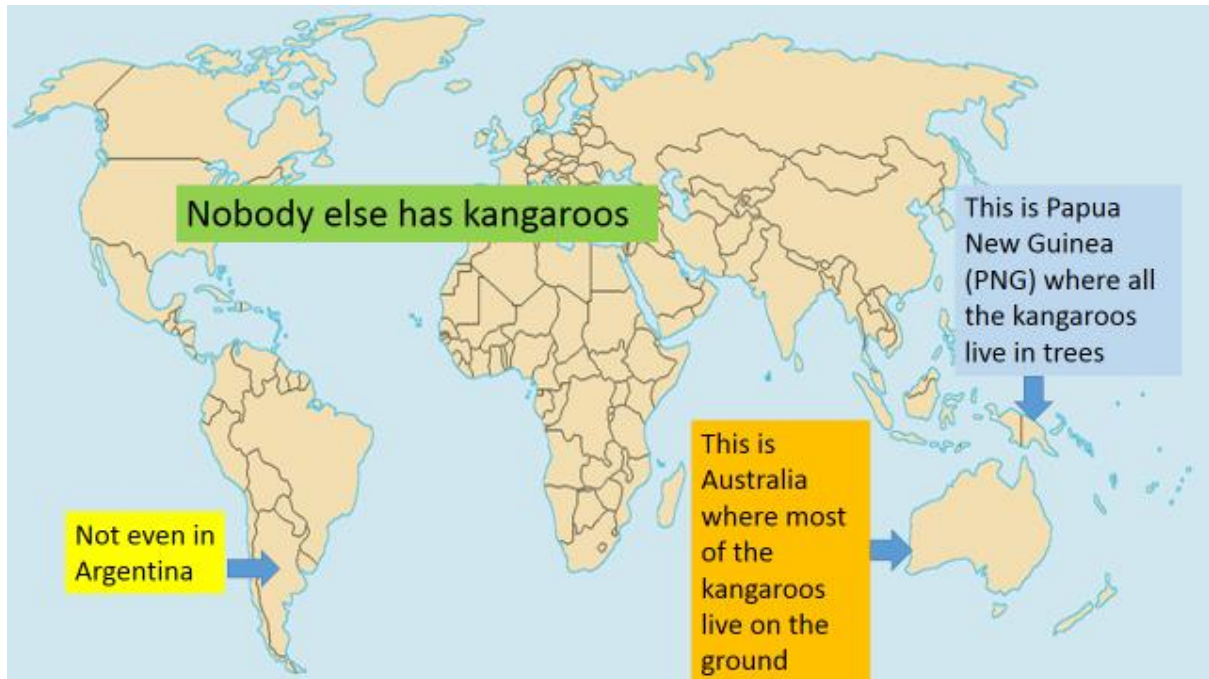 Nobody else has kangaroos
This is Papua
New Guinea
(PNG) where all
the kangaroos
live in trees
This is
Australia
where most
of the
kangaroos
live on the
ground
Not even in
Argentina